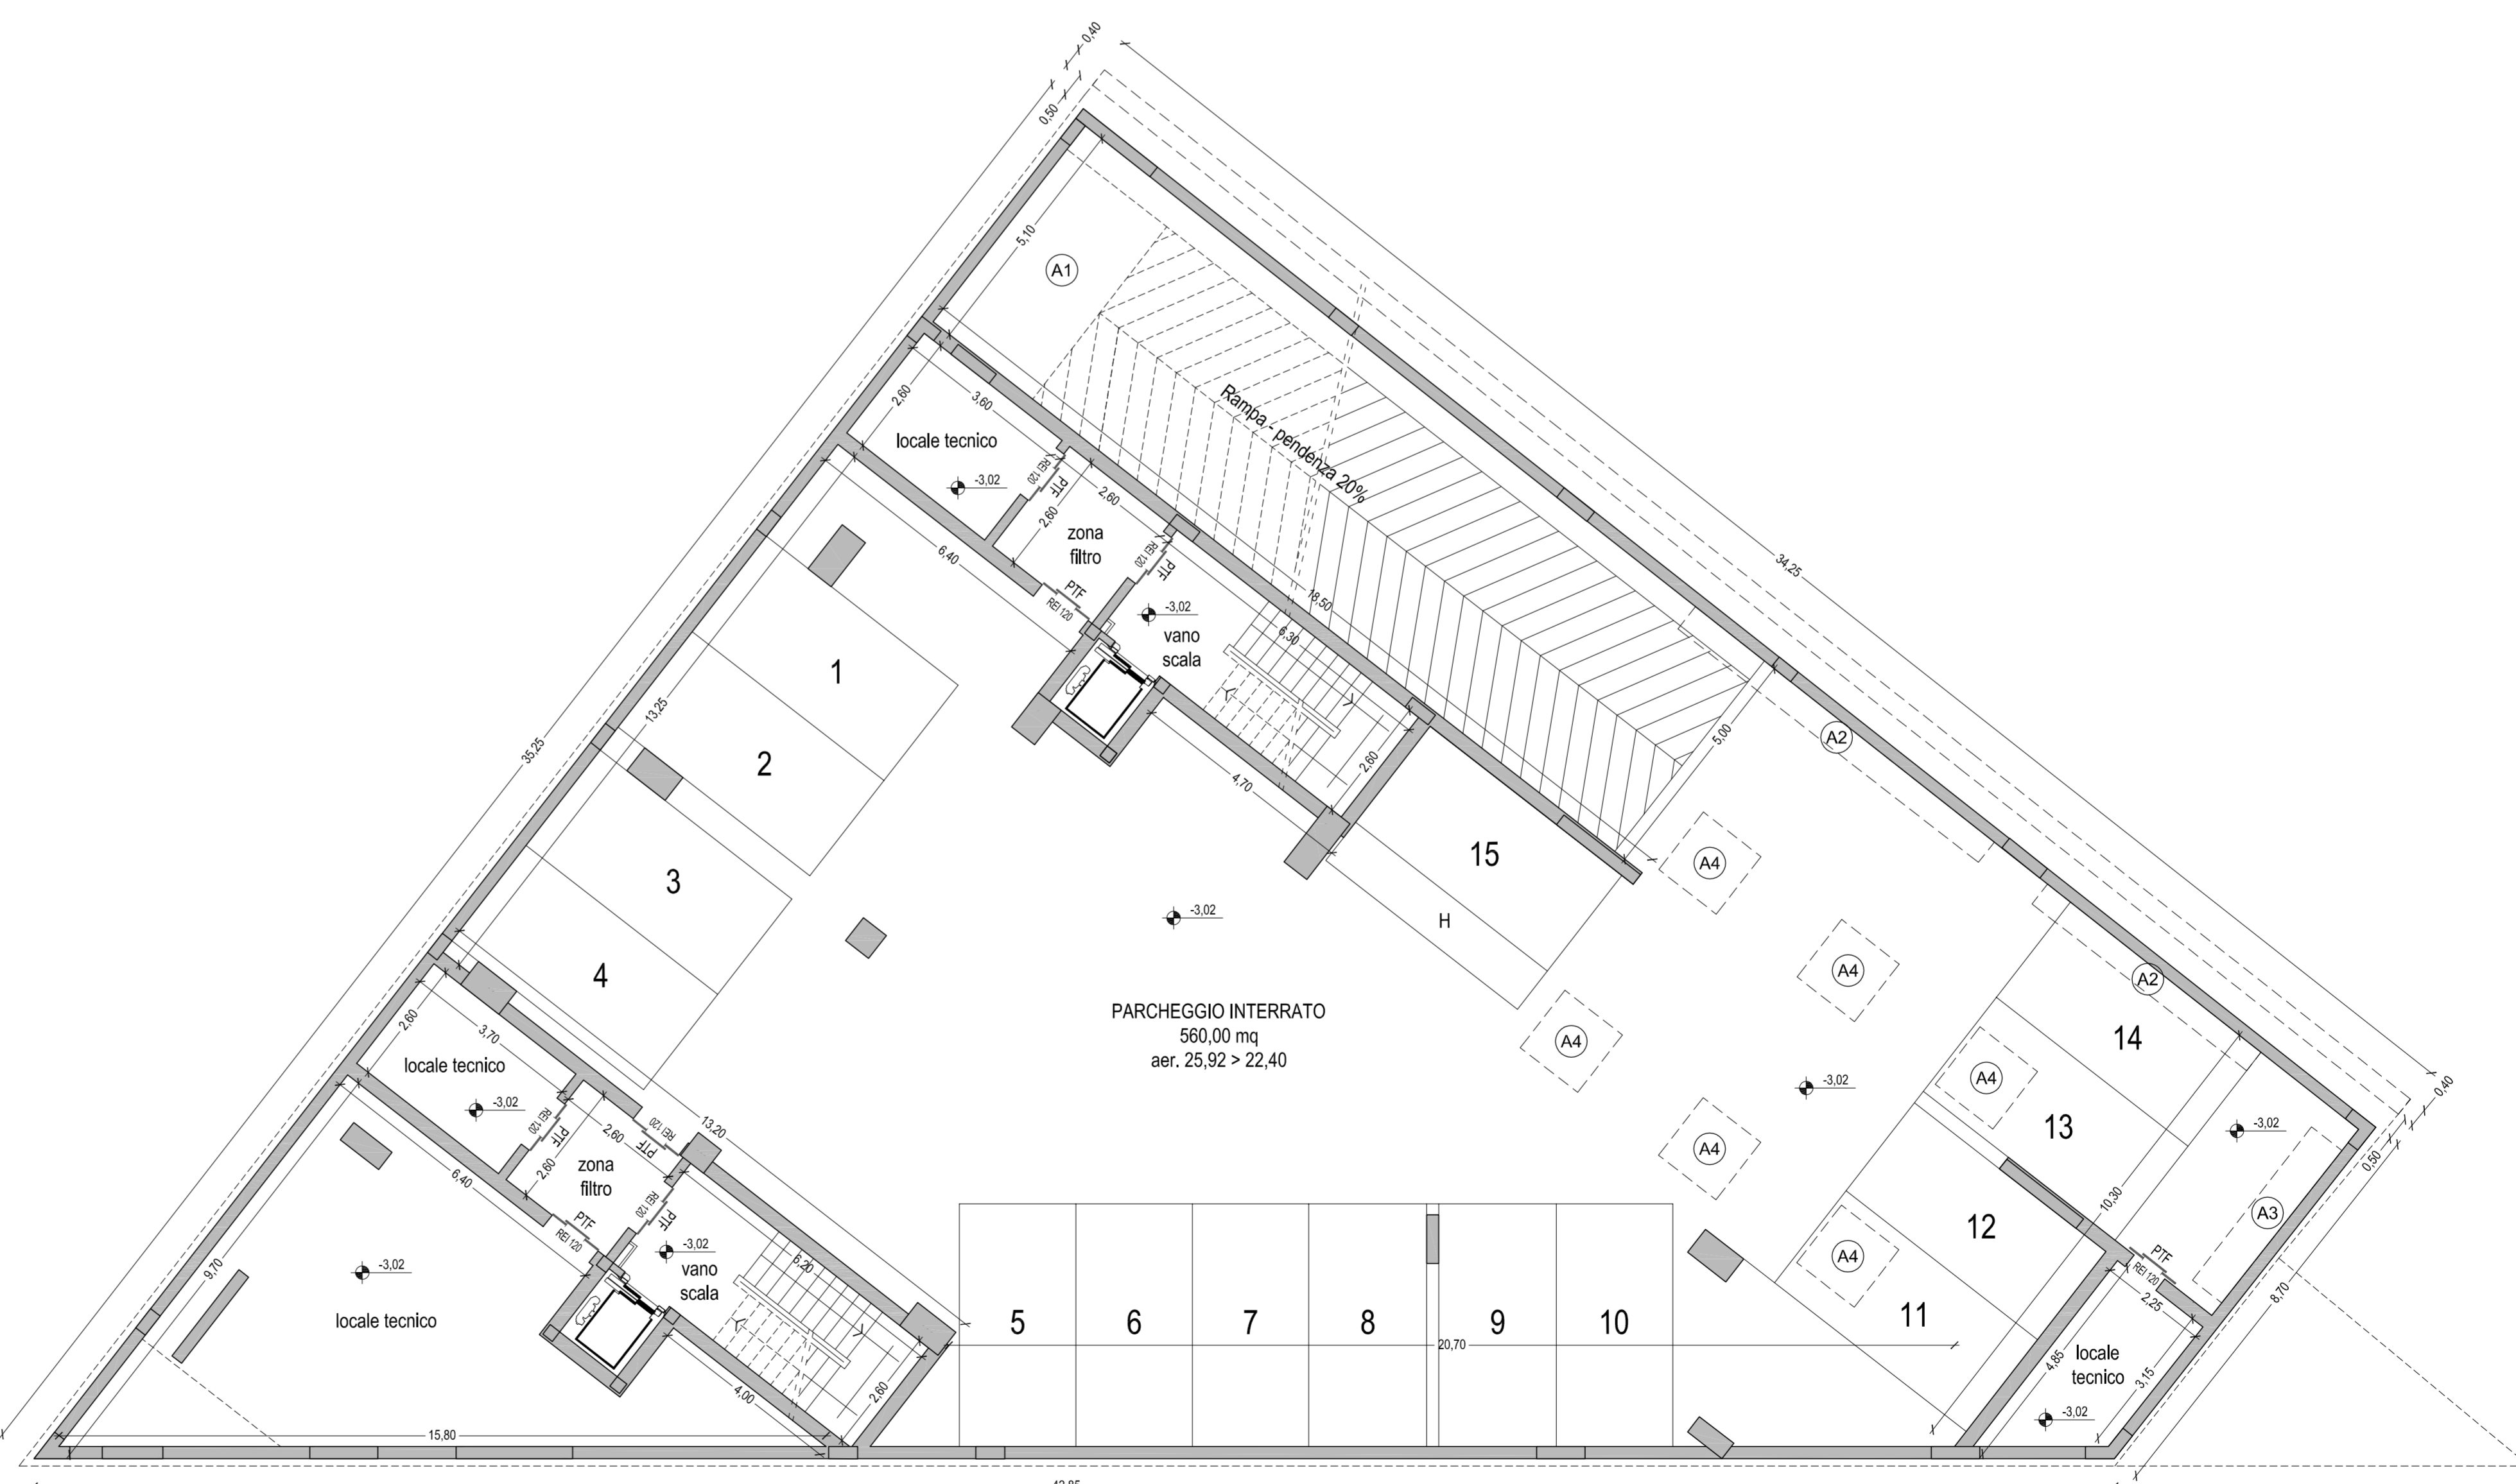 0,40
0,50
5,10
A1
34,25
35,25
Rampa - pendenza 20%
3,60
2,60
locale tecnico
-3,02
REI 120
PTF
2,60
2,60
zona
filtro
REI 120
PTF
PTF
REI 120
6,40
-3,02
vano
scala
18,50
6,30
2,60
4,70
5,00
A2
1
2
13,25
3
4
15
H
A4
A4
A4
A4
A4
A4
-3,02
PARCHEGGIO INTERRATO
560,00 mq
aer. 25,92 > 22,40
-3,02
A2
14
13
12
11
-3,02
10,30
A3
0,40
0,50
8,70
PTF
REI 120
2,25
4,85
3,15
locale
tecnico
-3,02
2,60
3,70
locale tecnico
-3,02
REI 120
PTF
2,60
2,60
REI 120
PTF
13,20
zona
filtro
REI 120
PTF
PTF
REI 120
6,40
-3,02
vano
scala
6,20
2,60
4,00
9,70
-3,02
locale tecnico
15,80
5
6
7
8
9
10
20,70